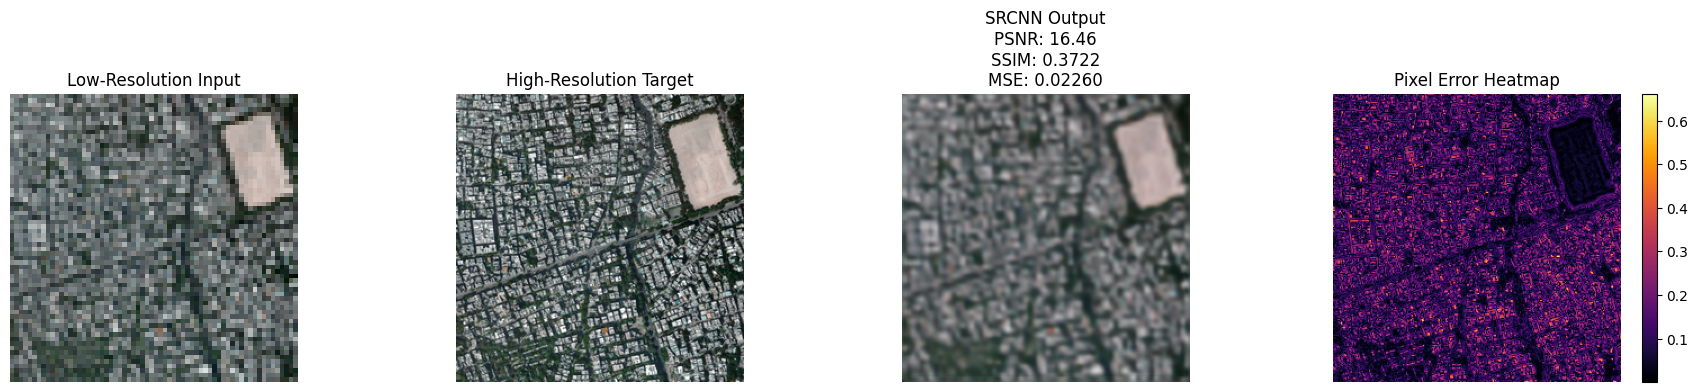 Low-Resolution Input
High-Resolution Target
SRCNN Output
PSNR: 16.46
SSIM: 0.3722
MSE: 0.02260
Pixel Error Heatmap
0.6
0.5
0.4
0.3
0.2
0.1